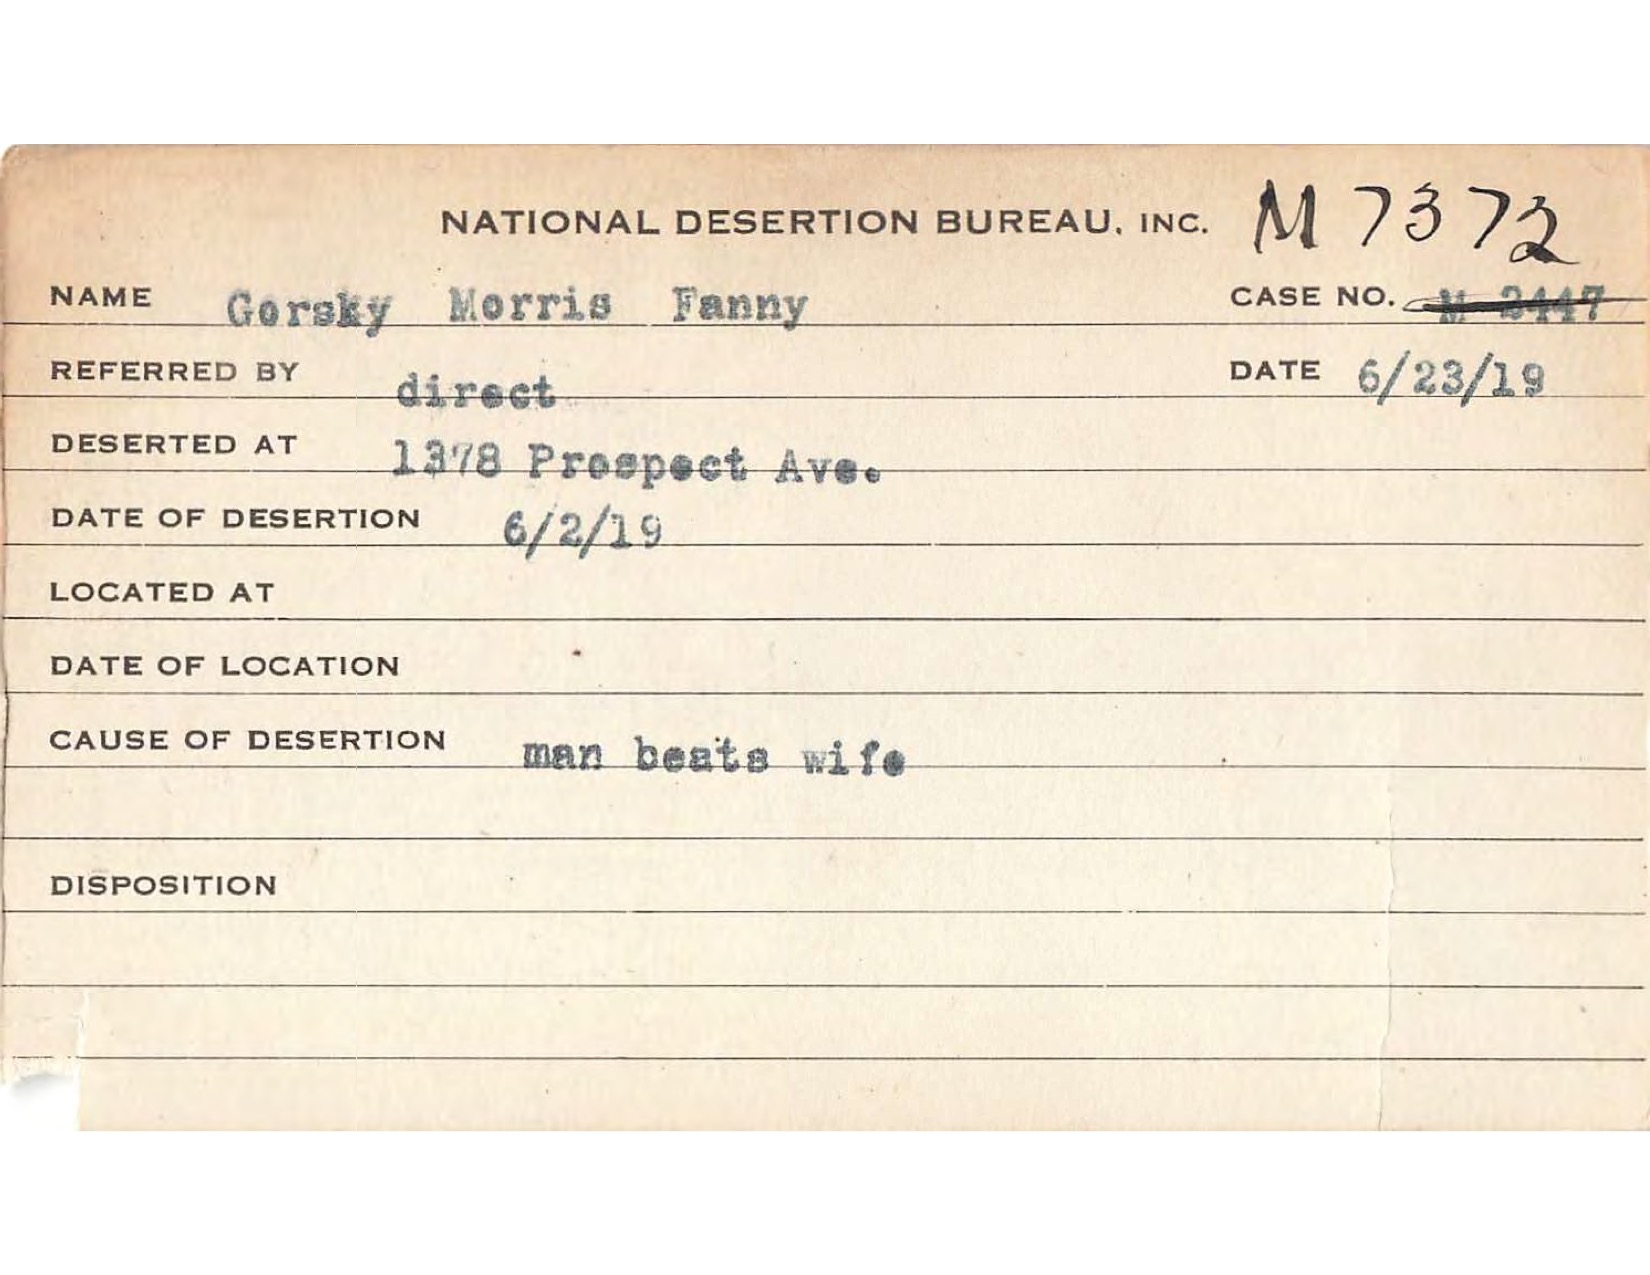 NATIONAL DESERTION BUREAU, INC. M 7372
NAME Gorsky Morris Fanny CASE NO. M 2447
REFERRED BY direct DATE 6/23/19
DESERTED AT 1378 Prospect Ave.
DATE OF DESERTION 6/2/19
LOCATED AT
DATE OF LOCATION
CAUSE OF DESERTION man beats wife
DISPOSITION